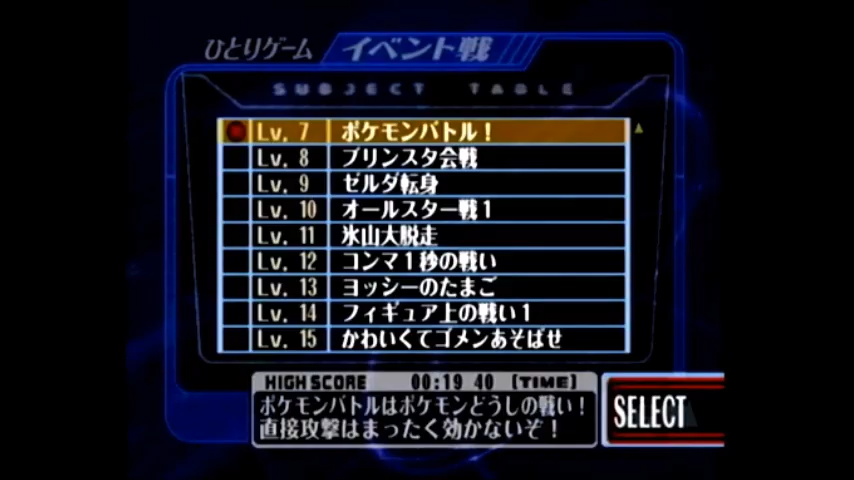 ひとりゲーム イベント戦
SUBJECT TABLE
Lv. 7 ポケモンバトル！
Lv. 8 プリンスタ会戦
Lv. 9 ゼルダ転身
Lv. 10 オールスター戦1
Lv. 11 氷山大脱走
Lv. 12 コンマ1秒の戦い
Lv. 13 ヨッシーのたまご
Lv. 14 フィギュア上の戦い1
Lv. 15 かわいくてゴメンあそばせ
HIGH SCORE 00:19 40 [TIME]
ポケモンバトルはポケモンどうしの戦い！
直接攻撃はまったく効かないぞ！
SELECT